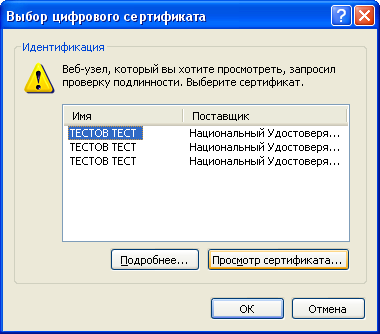 Выбор цифрового сертификата
Идентификация
Веб-узел, который вы хотите просмотреть, запросил
проверку подлинности. Выберите сертификат.
Имя Поставщик
ТЕСТОВ ТЕСТ Национальный Удостоверя...
ТЕСТОВ ТЕСТ Национальный Удостоверя...
ТЕСТОВ ТЕСТ Национальный Удостоверя...
Подробнее... Просмотр сертификата...
ОК Отмена